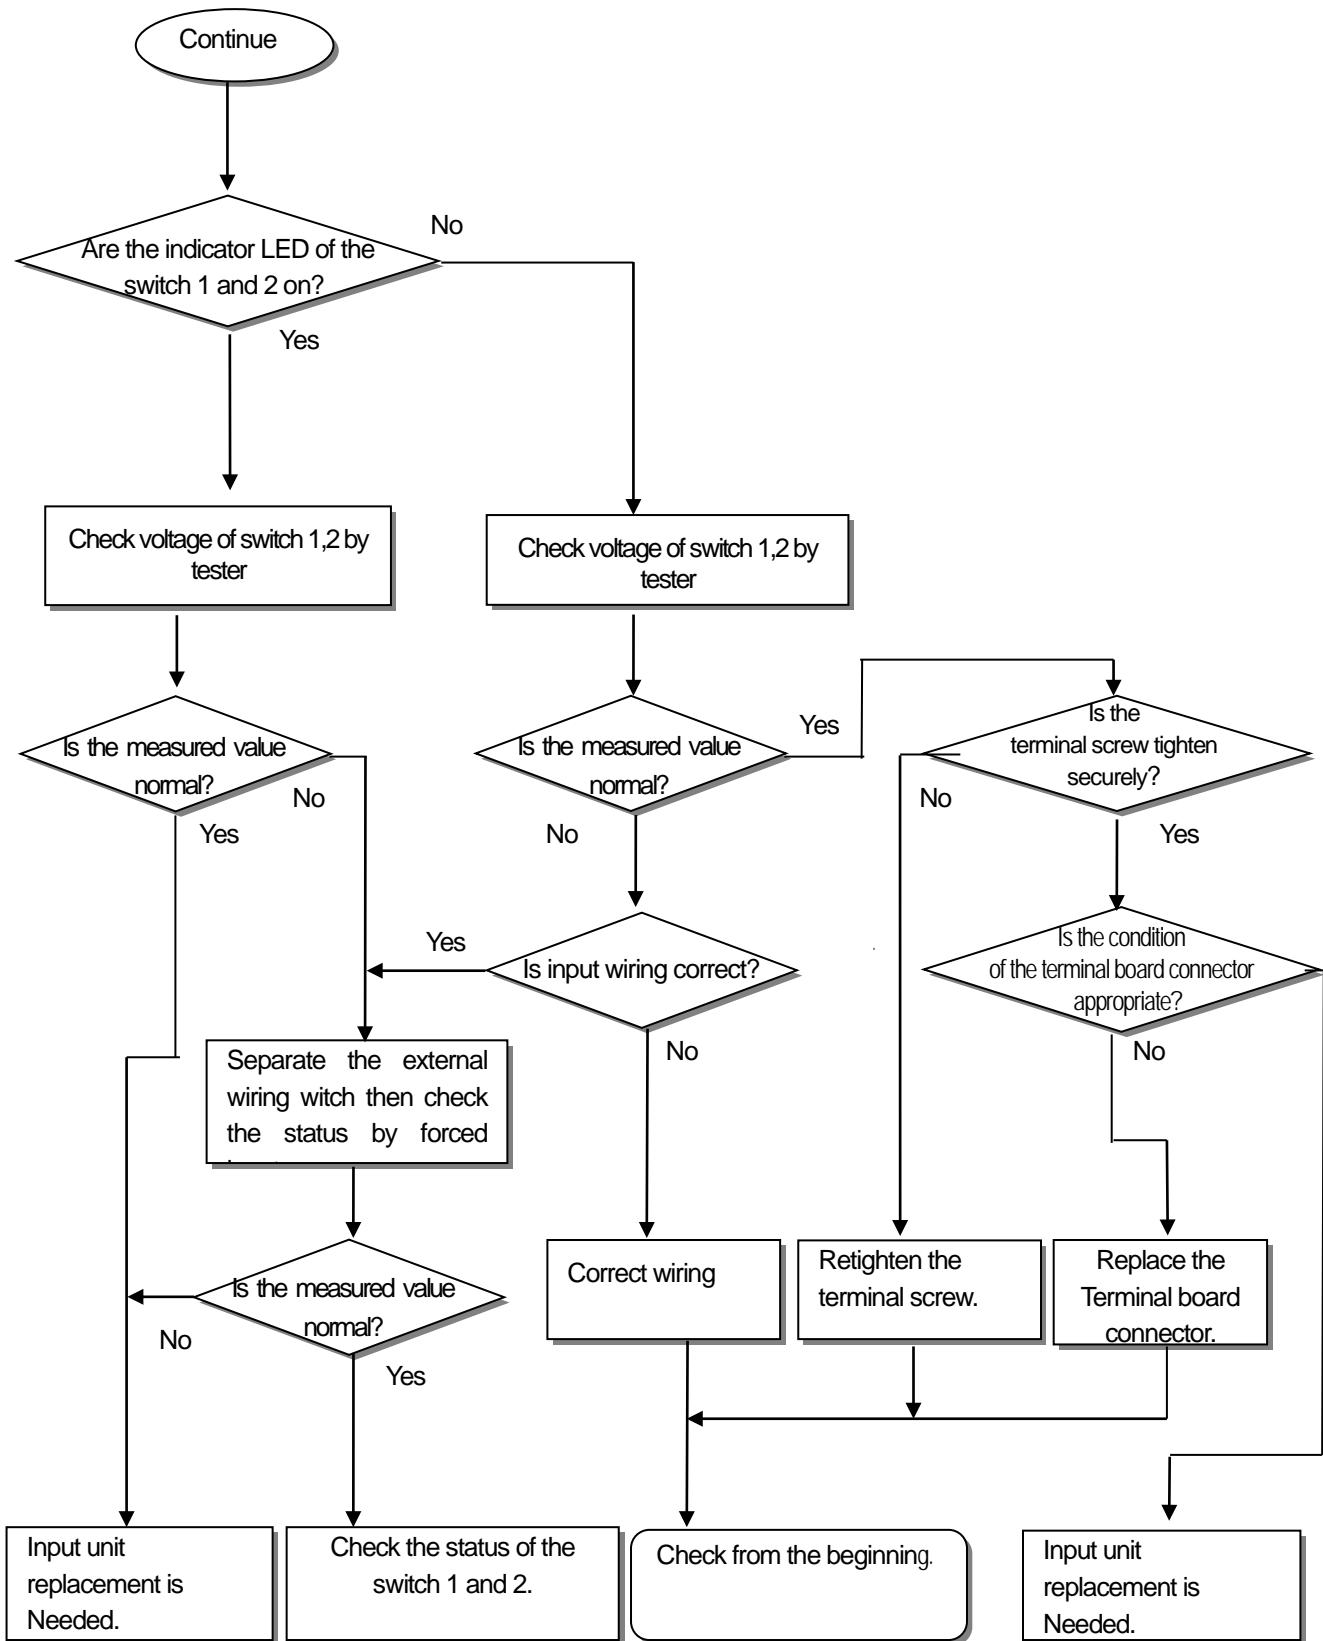 Continue
No
Are the indicator LED of the
switch 1 and 2 on?
Yes
Check voltage of switch 1,2 by
tester
Check voltage of switch 1,2 by
tester
Is the measured value
normal?
No
Yes
Is the measured value
normal?
Yes
No
Is the
terminal screw tighten
securely?
No
Yes
Yes
Is input wiring correct?
No
Is the condition
of the terminal board connector
appropriate?
No
Separate the external
wiring witch then check
the status by forced
Is the measured value
normal?
No
Yes
Correct wiring
Retighten the
terminal screw.
Replace the
Terminal board
connector.
Input unit
replacement is
Needed.
Check the status of the
switch 1 and 2.
Check from the beginning.
Input unit
replacement is
Needed.